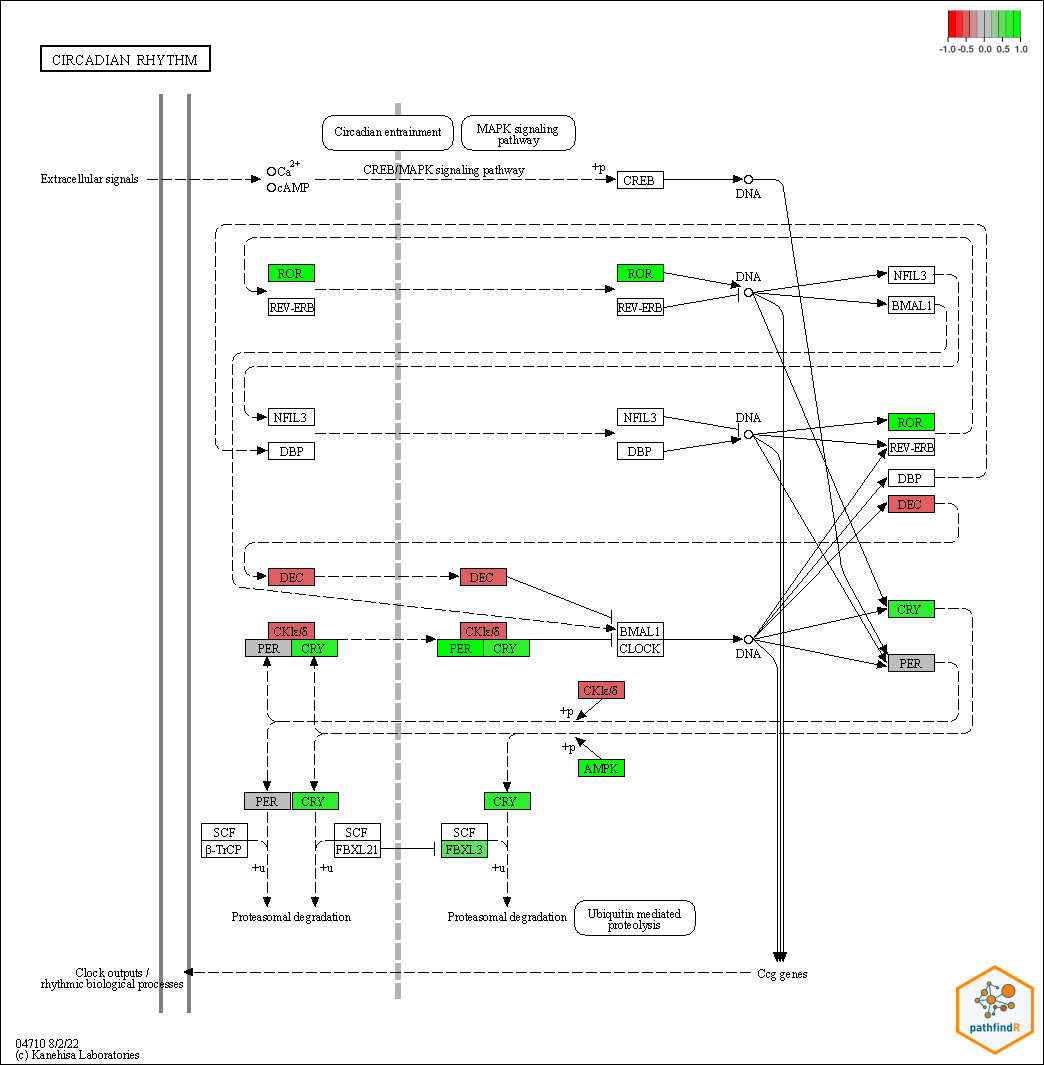 -1.0 -0.5 0.0 0.5 1.0
CIRCADIAN RHYTHM
Circadian entrainment
MAPK signaling
pathway
Extracellular signals
Ca2+
cAMP
CREB/MAPK signaling pathway
+p
CREB
DNA
ROR
REV-ERB
ROR
REV-ERB
DNA
NFIL3
BMAL1
NFIL3
DBP
NFIL3
DBP
DNA
ROR
REV-ERB
DBP
DEC
DEC
DEC
CKIε/δ
PER CRY
CKIε/δ
PER CRY
BMAL1
CLOCK
DNA
CRY
PER
CKIε/δ
+p
+p
AMPK
PER CRY
CRY
SCF
β-TrCP
+u
SCF
FBXL21
+u
SCF
FBXL3
+u
Proteasomal degradation
Proteasomal degradation
Ubiquitin mediated
proteolysis
Clock outputs /
rhythmic biological processes
Ccg genes
pathfindR
04710 8/2/22
(c) Kanehisa Laboratories